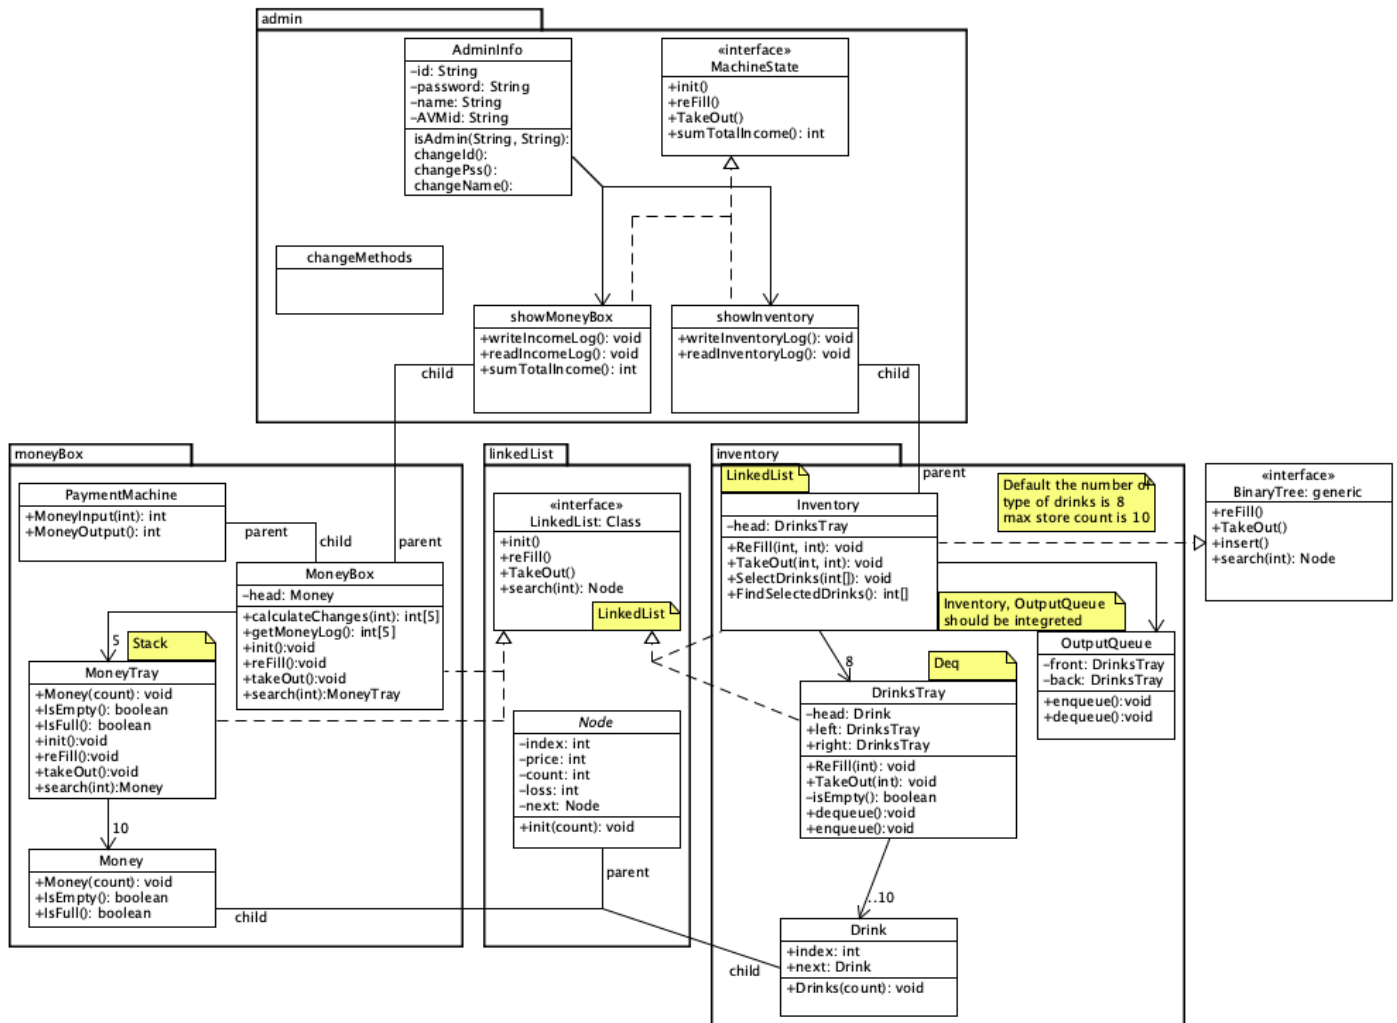 admin
AdminInfo
-id: String
-password: String
-name: String
-AVMid: String
isAdmin(String, String):
changeId():
changePss():
changeName():
«interface»
MachineState
+init()
+reFill()
+TakeOut()
+sumTotalIncome(): int
changeMethods
showMoneyBox
+writeIncomeLog(): void
+readIncomeLog(): void
+sumTotalIncome(): int
showInventory
+writeInventoryLog(): void
+readInventoryLog(): void
child
child
moneyBox
PaymentMachine
+MoneyInput(int): int
+MoneyOutput(): int
parent
child
parent
MoneyBox
-head: Money
+calculateChanges(int): int[5]
+getMoneyLog(): int[5]
+init():void
+reFill():void
+takeOut():void
+search(int):MoneyTray
5
Stack
MoneyTray
+Money(count): void
+IsEmpty(): boolean
+IsFull(): boolean
+init():void
+reFill():void
+takeOut():void
+search(int):Money
10
Money
+Money(count): void
+IsEmpty(): boolean
+IsFull(): boolean
child
linkedList
«interface»
LinkedList: Class
+init()
+reFill()
+TakeOut()
+search(int): Node
LinkedList
Node
-index: int
-price: int
-count: int
-loss: int
-next: Node
+init(count): void
parent
inventory
LinkedList
parent
Inventory
-head: DrinksTray
+ReFill(int, int): void
+TakeOut(int, int): void
+SelectDrinks(int[]): void
+FindSelectedDrinks(): int[]
Default the number of
type of drinks is 8
max store count is 10
Inventory, OutputQueue
should be integreted
OutputQueue
-front: DrinksTray
-back: DrinksTray
+enqueue():void
+dequeue():void
8
Deq
DrinksTray
-head: Drink
+left: DrinksTray
+right: DrinksTray
+ReFill(int): void
+TakeOut(int): void
-isEmpty(): boolean
+dequeue():void
+enqueue():void
..10
Drink
+index: int
+next: Drink
+Drinks(count): void
child
«interface»
BinaryTree: generic
+reFill()
+TakeOut()
+insert()
+search(int): Node